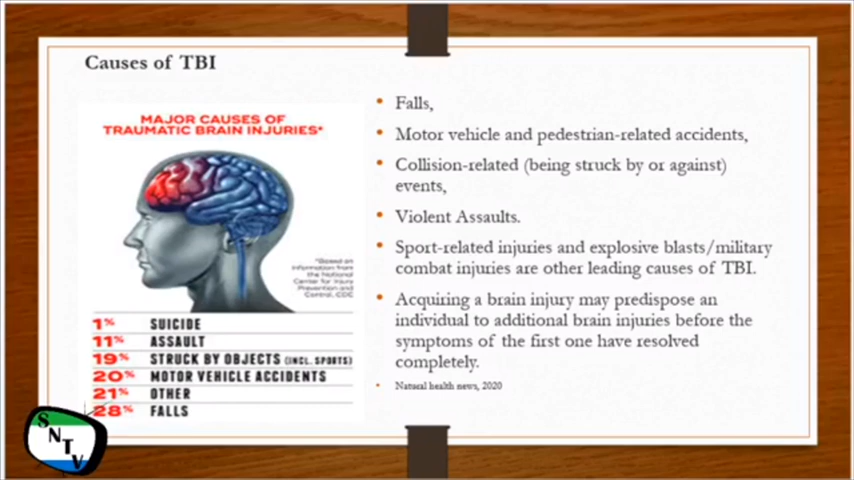 Causes of TBI
MAJOR CAUSES OF
TRAUMATIC BRAIN INJURIES*
*Based on
information from
the National
Center for Injury
Prevention and
Control, CDC
1% SUICIDE
11% ASSAULT
19% STRUCK BY OBJECTS (INCL. SPORTS)
20% MOTOR VEHICLE ACCIDENTS
21% OTHER
28% FALLS
• Falls,
• Motor vehicle and pedestrian-related accidents,
• Collision-related (being struck by or against)
events,
• Violent Assaults.
• Sport-related injuries and explosive blasts/military
combat injuries are other leading causes of TBI.
• Acquiring a brain injury may predispose an
individual to additional brain injuries before the
symptoms of the first one have resolved
completely.
• Natural health news, 2020
SNTV